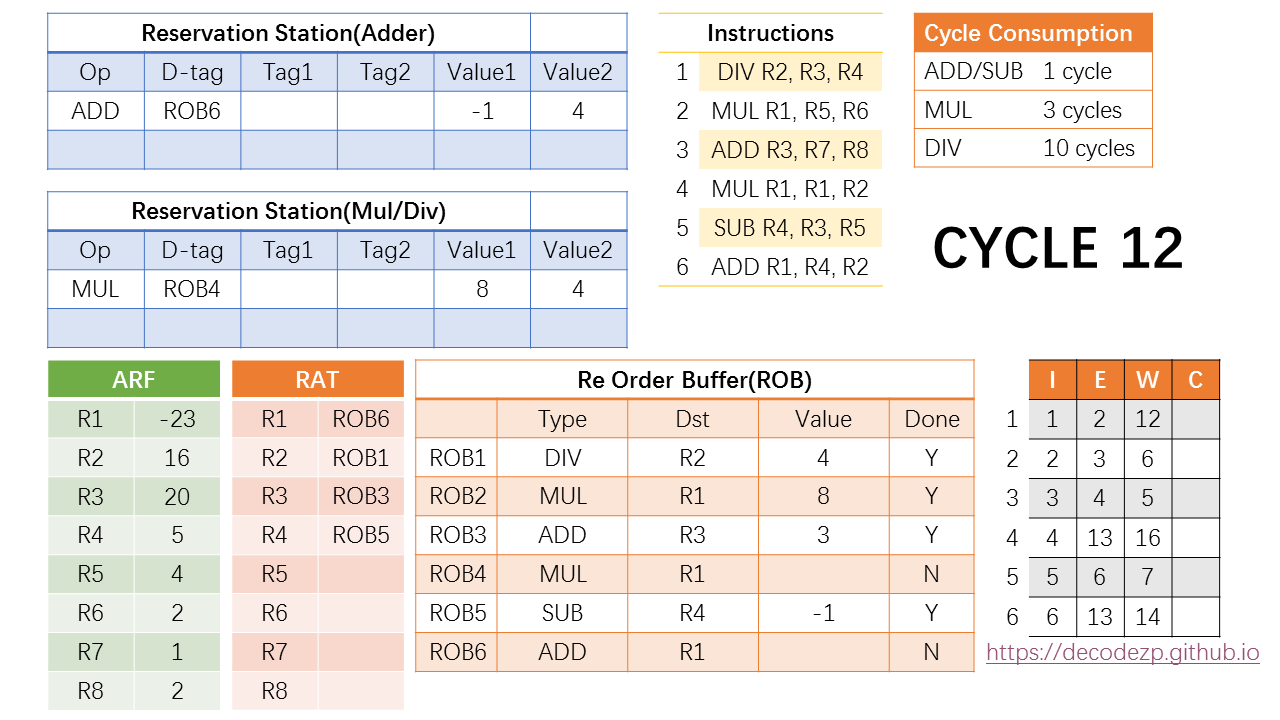 Reservation Station(Adder)
Op D-tag Tag1 Tag2 Value1 Value2
ADD ROB6 -1 4
Reservation Station(Mul/Div)
Op D-tag Tag1 Tag2 Value1 Value2
MUL ROB4 8 4
Instructions
1 DIV R2, R3, R4
2 MUL R1, R5, R6
3 ADD R3, R7, R8
4 MUL R1, R1, R2
5 SUB R4, R3, R5
6 ADD R1, R4, R2
Cycle Consumption
ADD/SUB 1 cycle
MUL 3 cycles
DIV 10 cycles
CYCLE 12
ARF
R1 -23
R2 16
R3 20
R4 5
R5 4
R6 2
R7 1
R8 2
RAT
R1 ROB6
R2 ROB1
R3 ROB3
R4 ROB5
R5
R6
R7
R8
Re Order Buffer(ROB)
Type Dst Value Done
ROB1 DIV R2 4 Y
ROB2 MUL R1 8 Y
ROB3 ADD R3 3 Y
ROB4 MUL R1 N
ROB5 SUB R4 -1 Y
ROB6 ADD R1 N
I E W C
1 1 2 12
2 2 3 6
3 3 4 5
4 4 13 16
5 5 6 7
6 6 13 14
https://decodezp.github.io